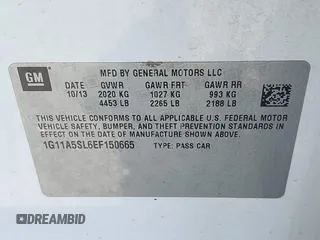 GM
MFD BY GENERAL MOTORS LLC
DATE GVWR GAWR FRT GAWR RR
10/13 2020 KG 1027 KG 993 KG
4453 LB 2265 LB 2188 LB
THIS VEHICLE CONFORMS TO ALL APPLICABLE U.S. FEDERAL MOTOR
VEHICLE SAFETY, BUMPER, AND THEFT PREVENTION STANDARDS
IN EFFECT ON THE DATE OF MANUFACTURE SHOWN ABOVE.
1G11A5SL6EF150665 TYPE: PASS CAR
AUTOBIDMASTER